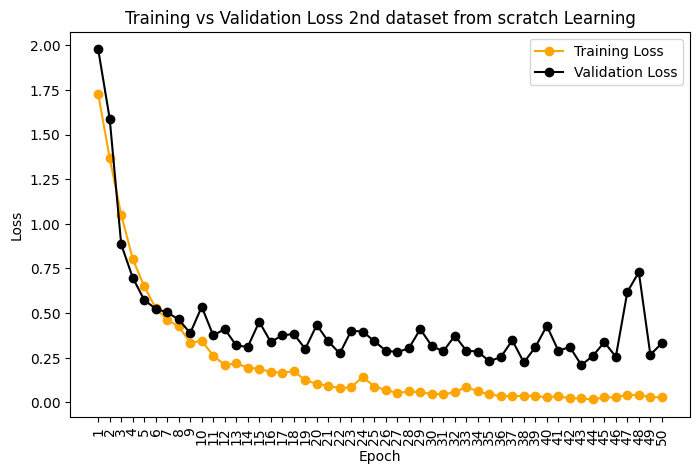 Training vs Validation Loss 2nd dataset from scratch Learning
Training Loss
Validation Loss
Loss
2.00
1.75
1.50
1.25
1.00
0.75
0.50
0.25
0.00
1 2 3 4 5 6 7 8 9 10 11 12 13 14 15 16 17 18 19 20 21 22 23 24 25 26 27 28 29 30 31 32 33 34 35 36 37 38 39 40 41 42 43 44 45 46 47 48 49 50
Epoch